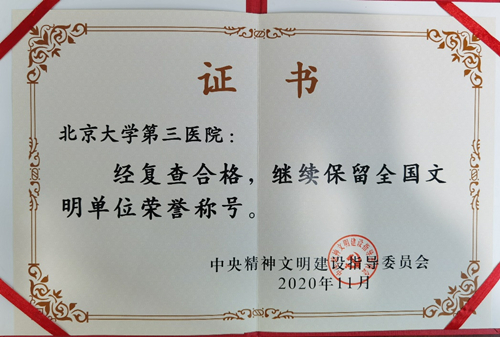 证书
北京大学第三医院：
经复查合格，继续保留全国文
明单位荣誉称号。
中央精神文明建设指导委员会
2020年11月